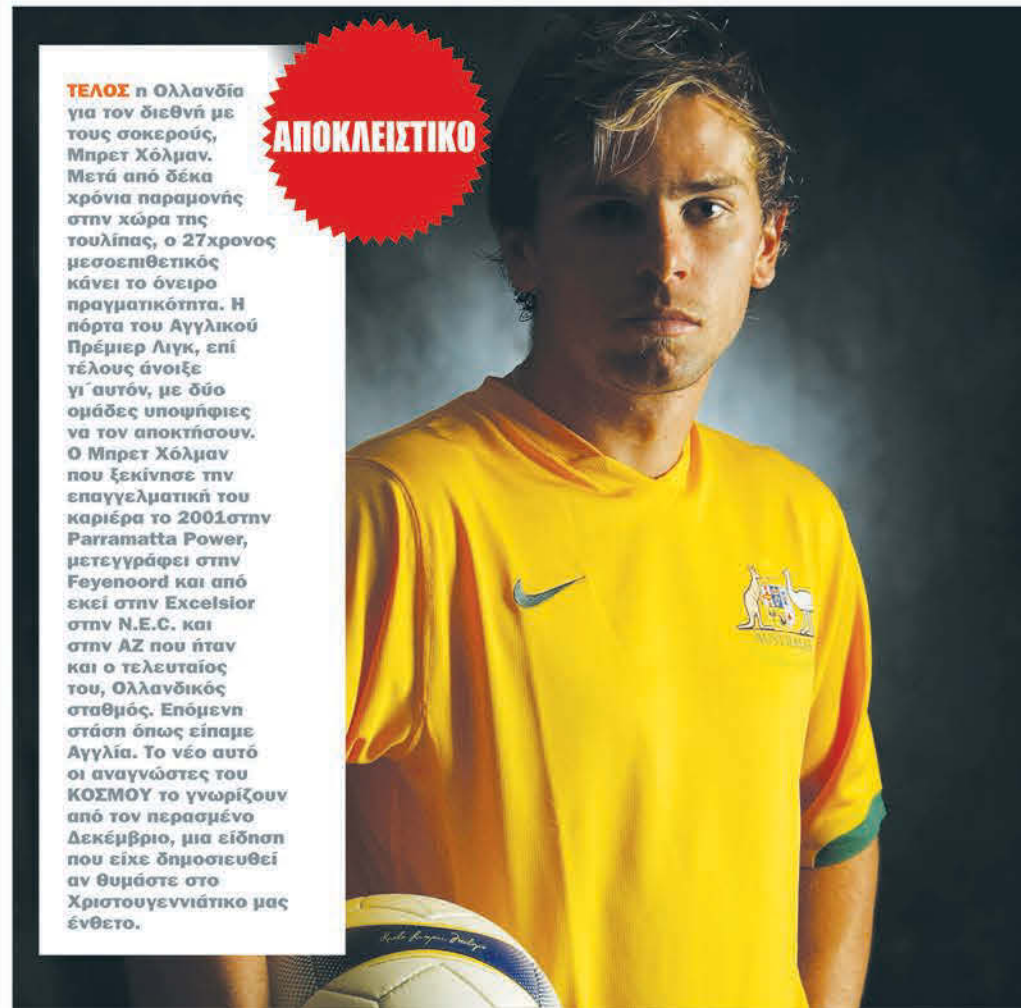 ΤΕΛΟΣ η Ολλανδία
για τον διεθνή με
τους σοκερούς,
Μπρετ Χόλμαν.
Μετά από δέκα
χρόνια παραμονής
στην χώρα της
τουλίπας, ο 27χρονος
μεσοεπιθετικός
κάνει το όνειρο
πραγματικότητα. Η
πόρτα του Αγγλικού
Πρέμιερ Λιγκ, επί
τέλους άνοιξε
γι΄αυτόν, με δύο
ομάδες υποψήφιες
να τον αποκτήσουν.
Ο Μπρετ Χόλμαν
που ξεκίνησε την
επαγγελματική του
καριέρα το 2001στην
Parramatta Power,
μετεγγράφει στην
Feyenoord και από
εκεί στην Excelsior
στην N.E.C. και
στην AZ που ήταν
και ο τελευταίος
του, Ολλανδικός
σταθμός. Επόμενη
στάση όπως είπαμε
Αγγλία. Το νέο αυτό
οι αναγνώστες του
ΚΟΣΜΟΥ το γνωρίζουν
από τον περασμένο
Δεκέμβριο, μια είδηση
που είχε δημοσιευθεί
αν θυμάστε στο
Χριστουγεννιάτικο μας
ένθετο.
ΑΠΟΚΛΕΙΣΤΙΚΟ
AUSTRALIA